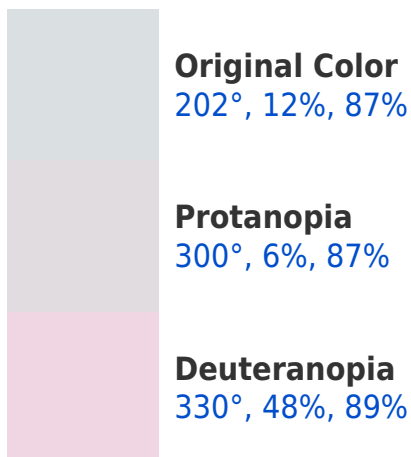 Original Color
202°, 12%, 87%
Protanopia
300°, 6%, 87%
Deuteranopia
330°, 48%, 89%